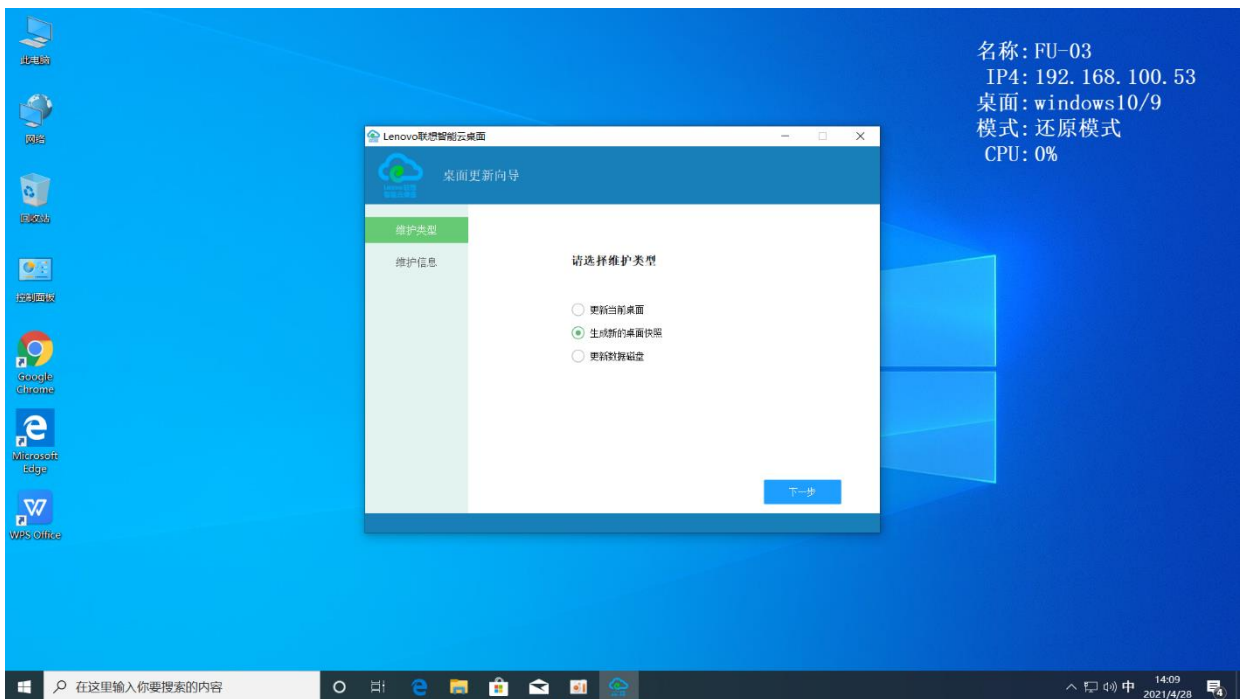 此电脑
网络
回收站
控制面板
Google
Chrome
Microsoft
Edge
WPS Office
名称: FU-03
IP4: 192. 168. 100. 53
桌面: windows10/9
模式: 还原模式
CPU: 0%
Lenovo联想智能云桌面
桌面更新向导
维护类型
维护信息
请选择维护类型
更新当前桌面
生成新的桌面快照
更新数据磁盘
下一步
在这里输入你要搜索的内容
中
14:09
2021/4/28
4